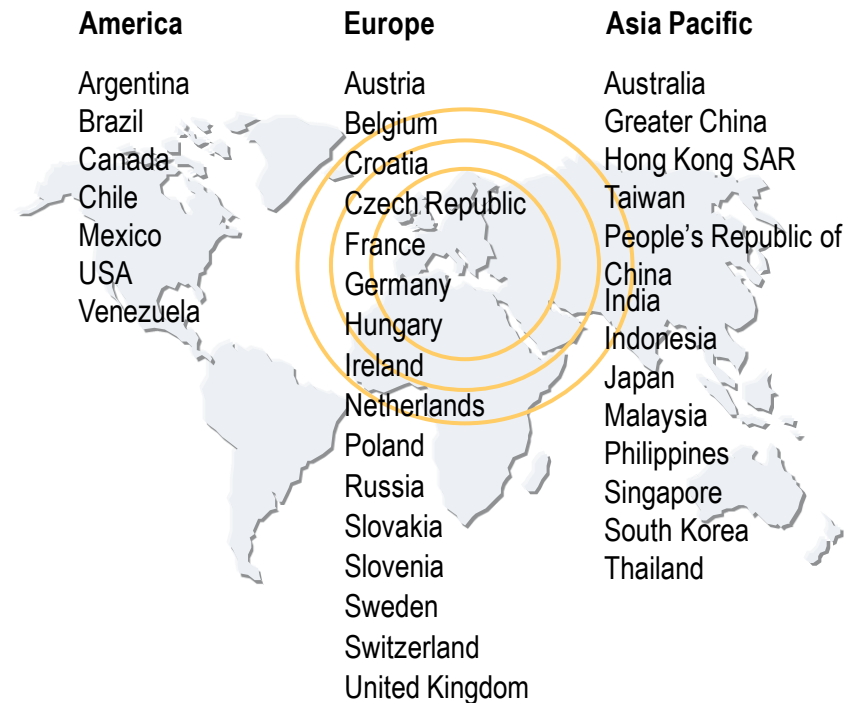 America
Argentina
Brazil
Canada
Chile
Mexico
USA
Venezuela
Europe
Austria
Belgium
Croatia
Czech Republic
France
Germany
Hungary
Ireland
Netherlands
Poland
Russia
Slovakia
Slovenia
Sweden
Switzerland
United Kingdom
Asia Pacific
Australia
Greater China
Hong Kong SAR
Taiwan
People’s Republic of
China
India
Indonesia
Japan
Malaysia
Philippines
Singapore
South Korea
Thailand